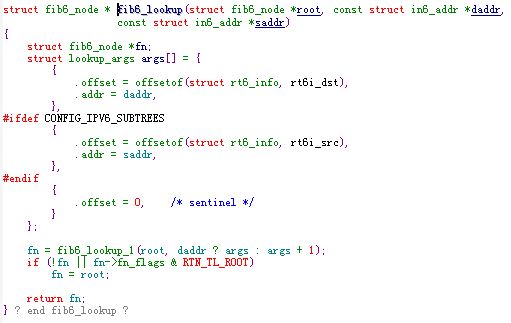 struct fib6_node * fib6_lookup(struct fib6_node *root, const struct in6_addr *daddr,
const struct in6_addr *saddr)
{
struct fib6_node *fn;
struct lookup_args args[] = {
{
.offset = offsetof(struct rt6_info, rt6i_dst),
.addr = daddr,
},
#ifdef CONFIG_IPV6_SUBTREES
{
.offset = offsetof(struct rt6_info, rt6i_src),
.addr = saddr,
},
#endif
{
.offset = 0, /* sentinel */
}
};
fn = fib6_lookup_1(root, daddr ? args : args + 1);
if (!fn || fn->fn_flags & RTN_TL_ROOT)
fn = root;
return fn;
} ? end fib6_lookup ?